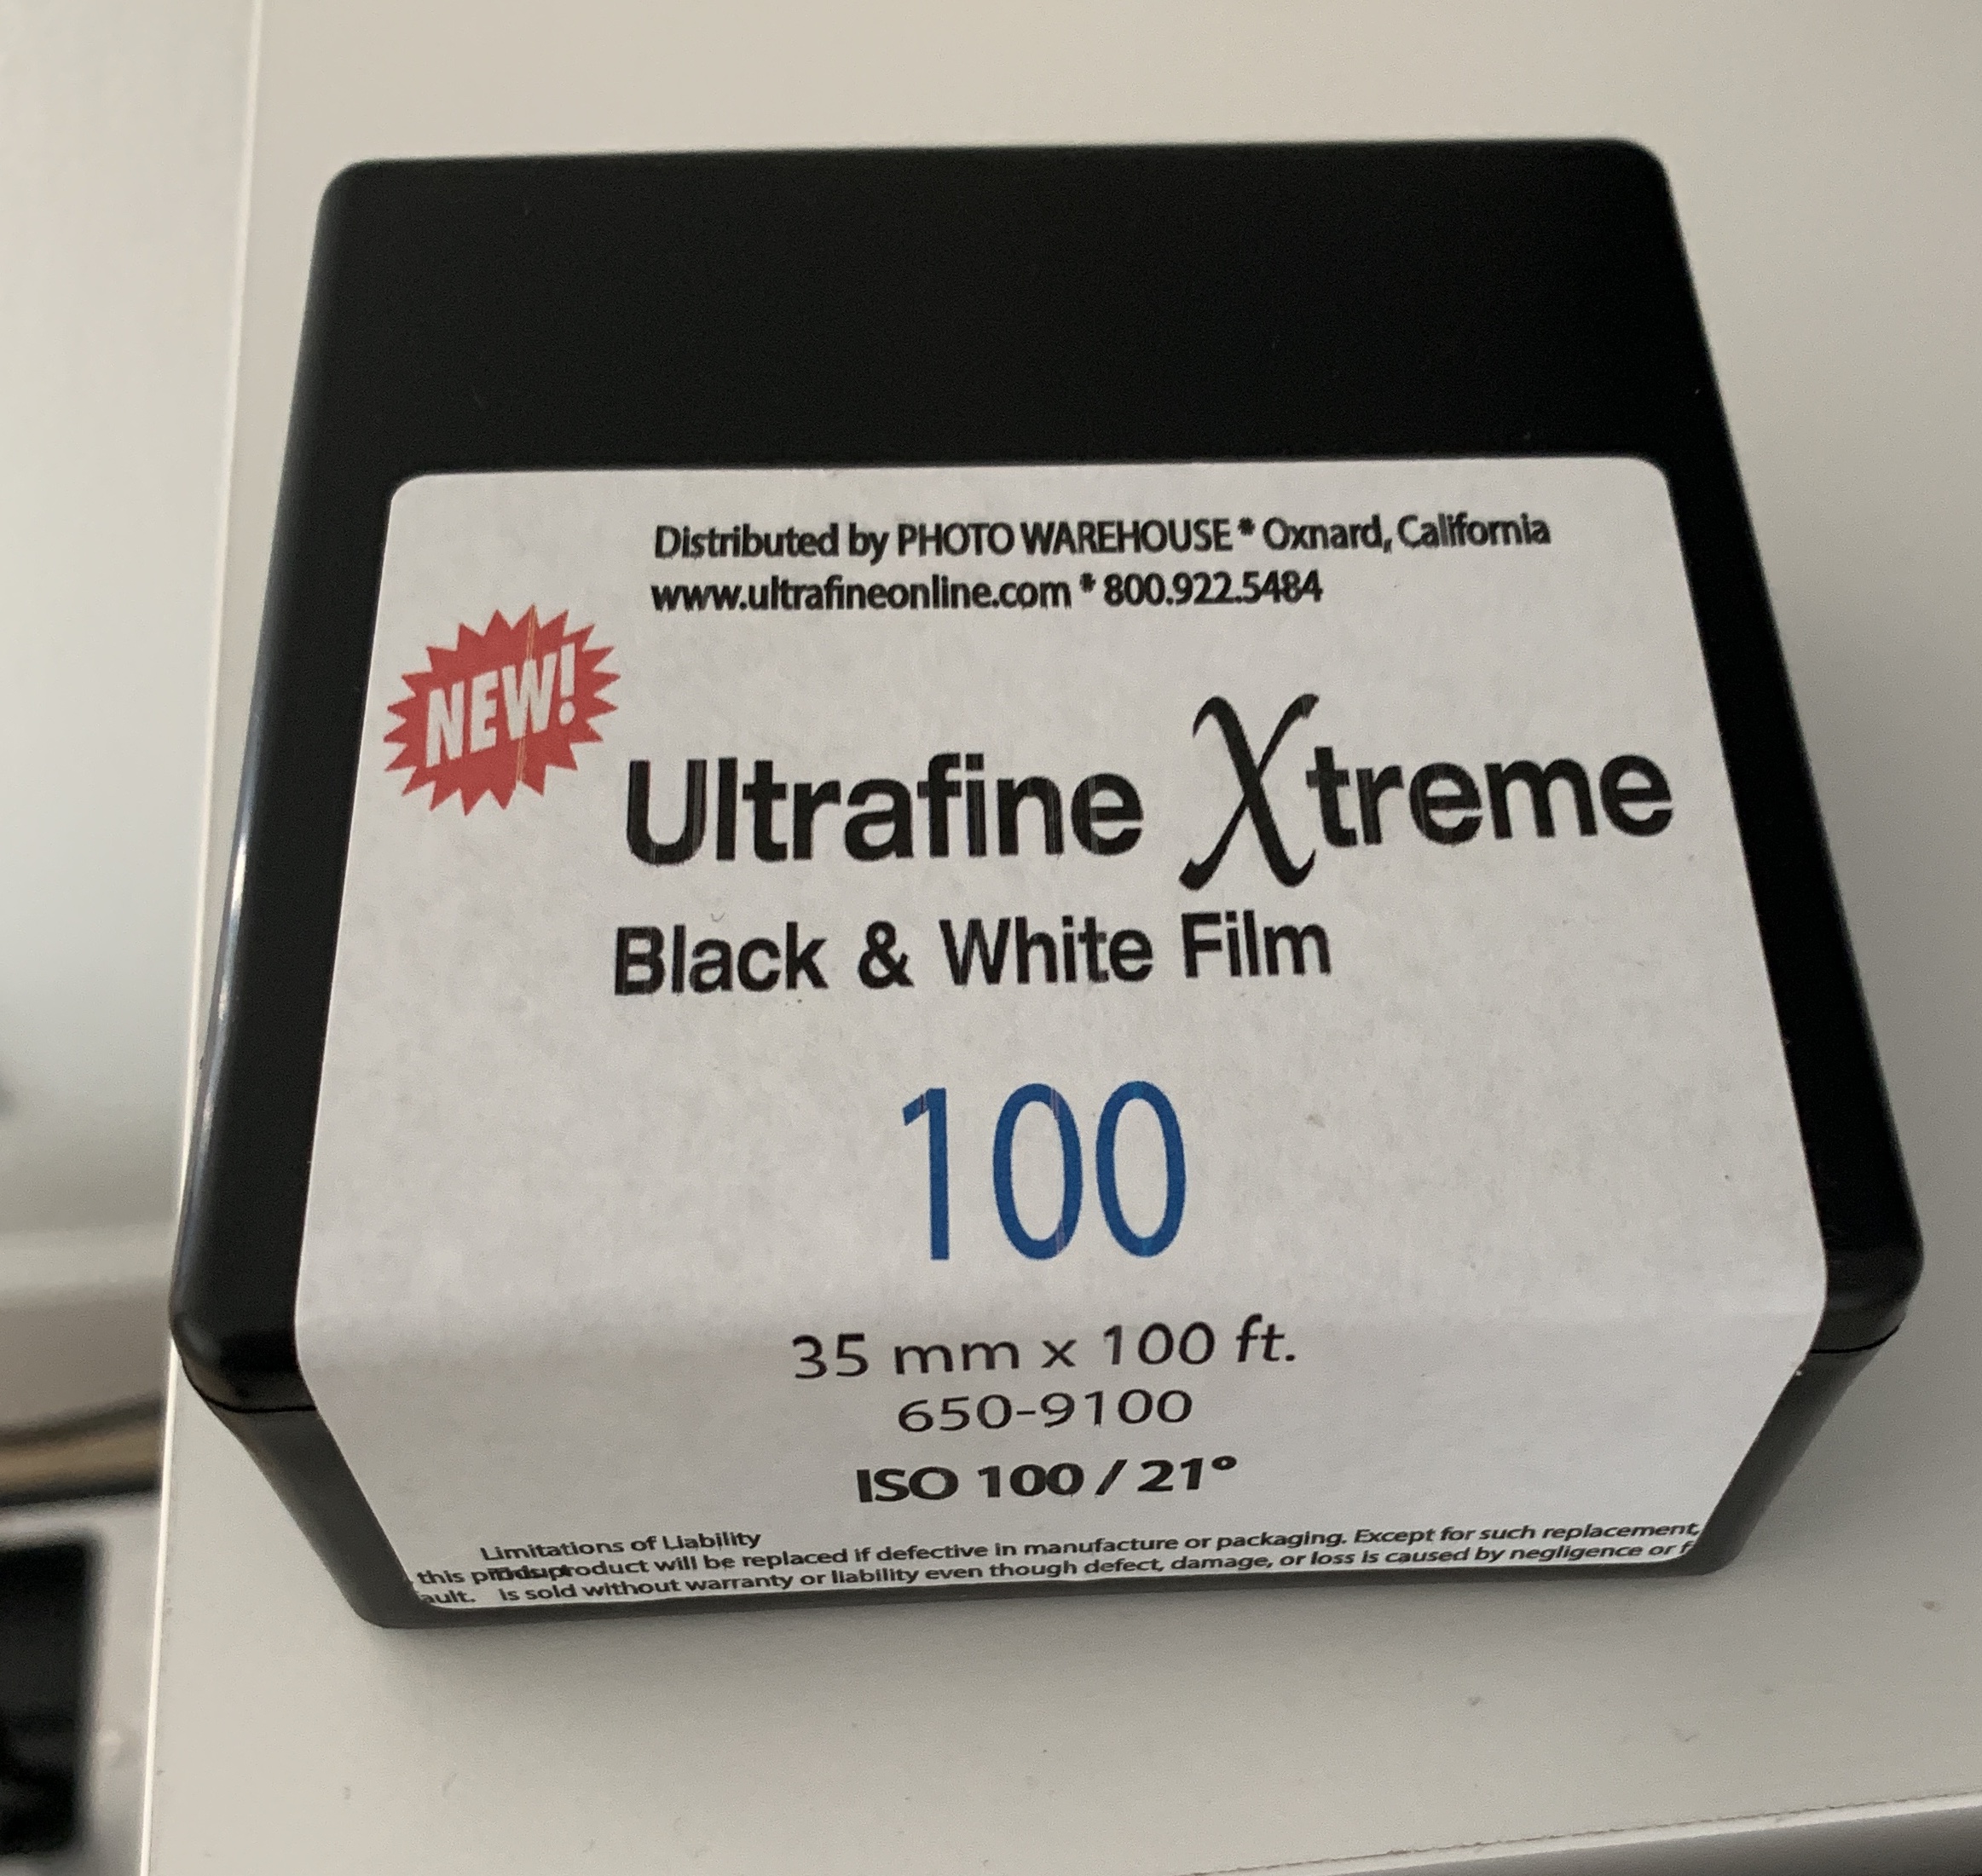 Distributed by PHOTO WAREHOUSE * Oxnard, California
www.ultrafineonline.com * 800.922.5484
NEW!
Ultrafine Xtreme
Black & White Film
100
35 mm x 100 ft.
650-9100
ISO 100 / 21°
Limitations of Liability
this product will be replaced if defective in manufacture or packaging. Except for such replacement,
ault. is sold without warranty or liability even though defect, damage, or loss is caused by negligence or f